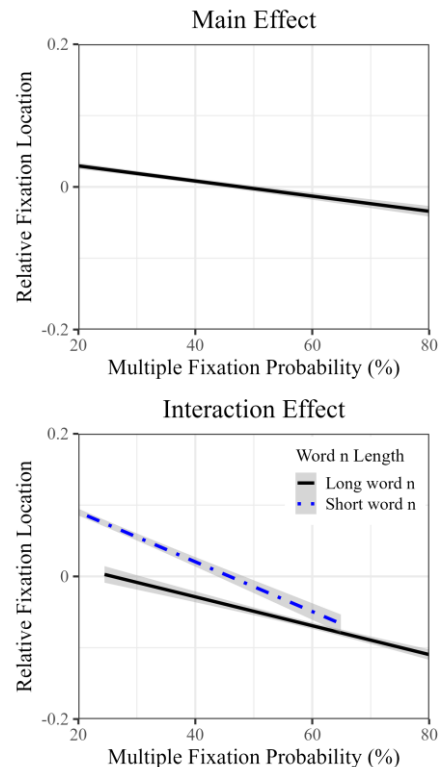 Main Effect
Relative Fixation Location
0.2
0
-0.2
20 40 60 80
Multiple Fixation Probability (%)
Interaction Effect
Relative Fixation Location
0.2
0
-0.2
Word n Length
Long word n
Short word n
20 40 60 80
Multiple Fixation Probability (%)